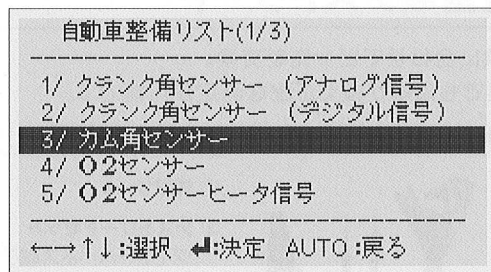 自動車整備リスト(1/3)
1/ クランク角センサー (アナログ信号)
2/ クランク角センサー (デジタル信号)
3/ カム角センサー
4/ O2センサー
5/ O2センサーヒータ信号
←→↑↓:選択 ↵:決定 AUTO:戻る